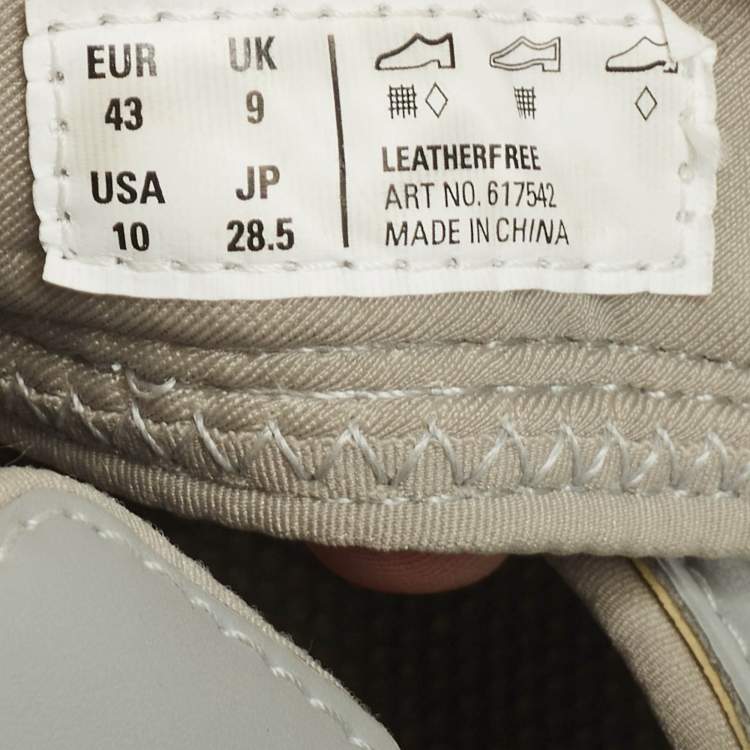 EUR UK
43 9
USA JP
10 28.5
LEATHERFREE
ART NO. 617542
MADE IN CHINA